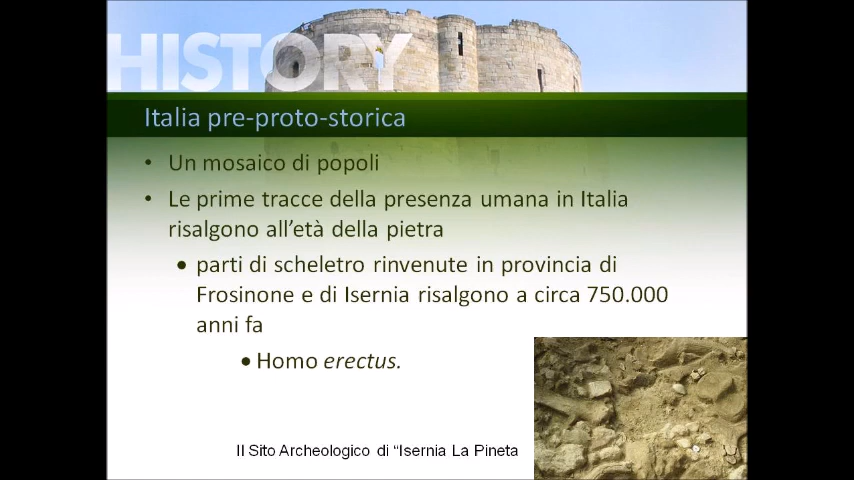 HISTORY
Italia pre-proto-storica
• Un mosaico di popoli
• Le prime tracce della presenza umana in Italia
risalgono all’età della pietra
• parti di scheletro rinvenute in provincia di
Frosinone e di Isernia risalgono a circa 750.000
anni fa
• Homo erectus.
Il Sito Archeologico di “Isernia La Pineta